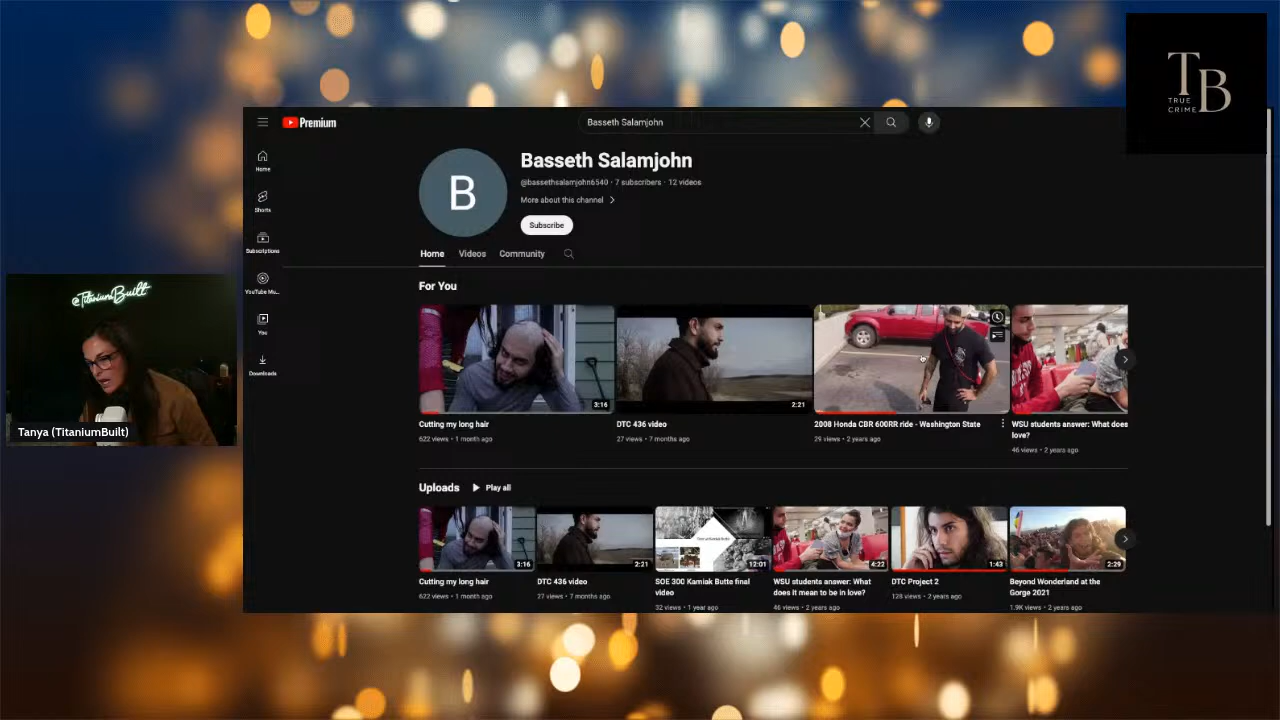 TB
TRUE
CRIME
Premium
Basseth Salamjohn
Home
Shorts
Subscriptions
YouTube Mu...
You
Downloads
B
Basseth Salamjohn
@bassethsalamjohn6540 · 7 subscribers · 12 videos
More about this channel
Subscribe
Home Videos Community
@TitaniumBuilt
Tanya (TitaniumBuilt)
For You
3:16
2:21
Cutting my long hair
622 views • 1 month ago
DTC 436 video
27 views • 7 months ago
2008 Honda CBR 600RR ride - Washington State
29 views • 2 years ago
WSU students answer: What does
love?
46 views • 2 years ago
Uploads Play all
3:16
2:21
12:01
4:22
1:43
2:29
Cutting my long hair
622 views • 1 month ago
DTC 436 video
27 views • 7 months ago
SOE 300 Kamiak Butte final
video
32 views • 1 year ago
WSU students answer: What
does it mean to be in love?
46 views • 2 years ago
DTC Project 2
128 views • 2 years ago
Beyond Wonderland at the
Gorge 2021
1.9K views • 2 years ago